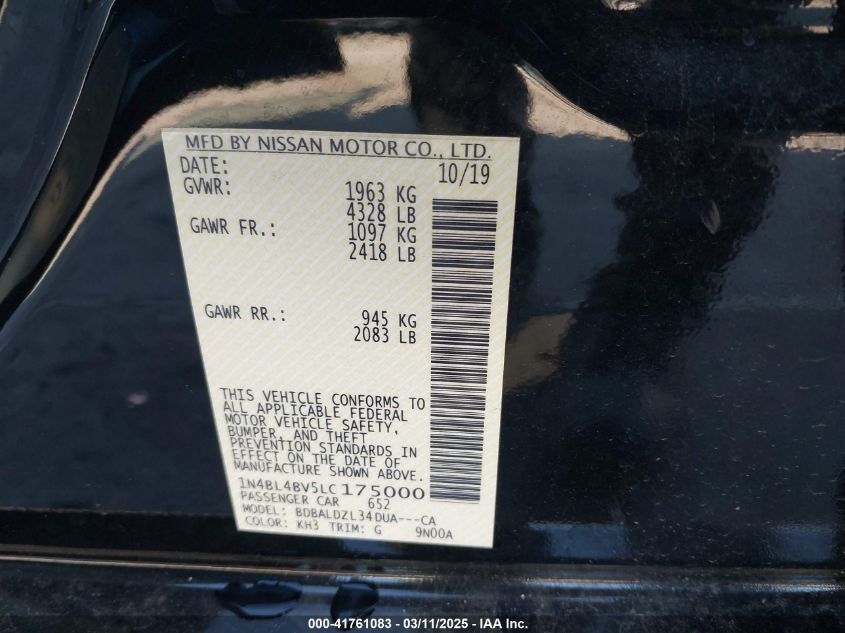 MFD BY NISSAN MOTOR CO., LTD.
DATE: 10/19
GVWR: 1963 KG
4328 LB
GAWR FR.: 1097 KG
2418 LB
GAWR RR.: 945 KG
2083 LB
THIS VEHICLE CONFORMS TO
ALL APPLICABLE FEDERAL
MOTOR VEHICLE SAFETY,
BUMPER, AND THEFT
PREVENTION STANDARDS IN
EFFECT ON THE DATE OF
MANUFACTURE SHOWN ABOVE.
1N4BL4BV5LC175000
PASSENGER CAR 652
MODEL: BDBALDZL34DUA---CA
COLOR: KH3 TRIM: G 9N00A
000-41761083 - 03/11/2025 - IAA Inc.